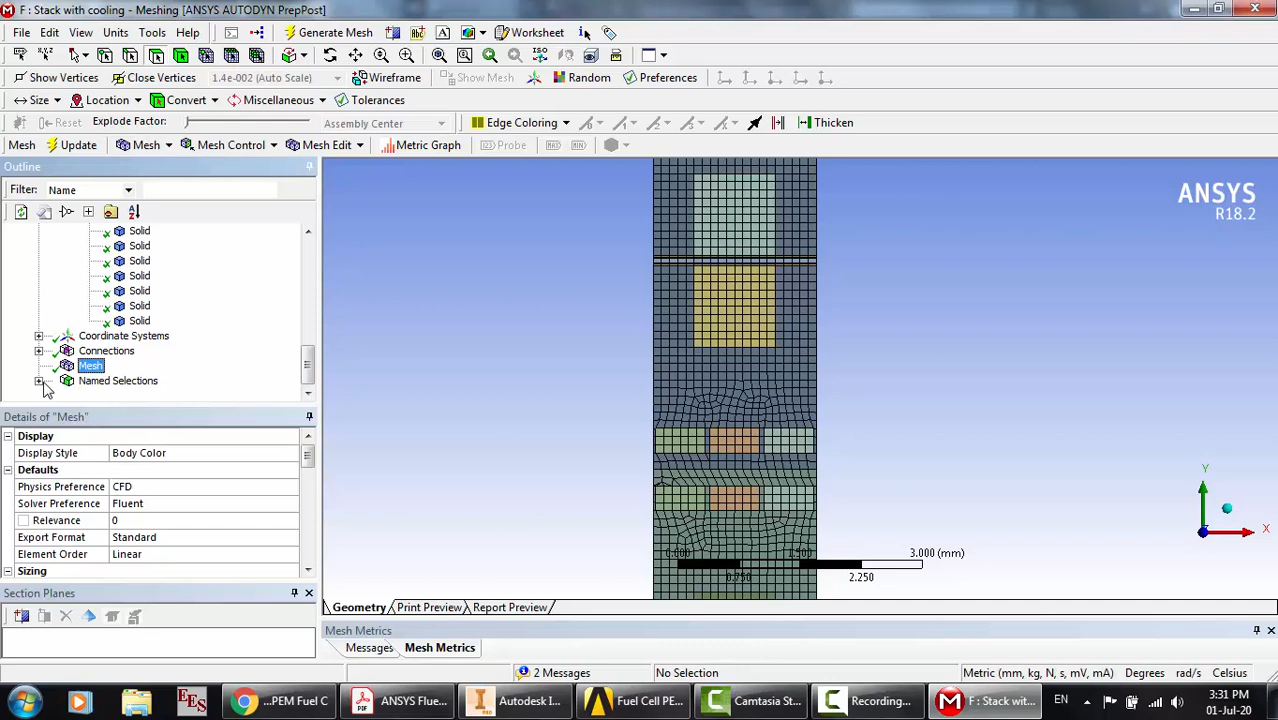 F : Stack with cooling - Meshing [ANSYS AUTODYN PrepPost]
File Edit View Units Tools Help Generate Mesh Worksheet
Show Vertices Close Vertices 1.4e-002 (Auto Scale) Wireframe Show Mesh Random Preferences
Size Location Convert Miscellaneous Tolerances
Reset Explode Factor: Assembly Center Edge Coloring Thicken
Mesh Update Mesh Mesh Control Mesh Edit Metric Graph Probe
Outline
Filter: Name
Solid
Solid
Solid
Solid
Solid
Solid
Solid
Coordinate Systems
Connections
Mesh
Named Selections
Details of "Mesh"
Display
Display Style Body Color
Defaults
Physics Preference CFD
Solver Preference Fluent
Relevance 0
Export Format Standard
Element Order Linear
Sizing
Section Planes
ANSYS
R18.2
Y
X
0.000 1.500 3.000 (mm)
0.750 2.250
Geometry Print Preview Report Preview
Mesh Metrics
Messages Mesh Metrics
2 Messages No Selection Metric (mm, kg, N, s, mV, mA) Degrees rad/s Celsius
EES ...PEM Fuel C ANSYS Flue... Autodesk I... Fuel Cell PE... Camtasia St... Recording... F : Stack wit... EN 3:31 PM
01-Jul-20